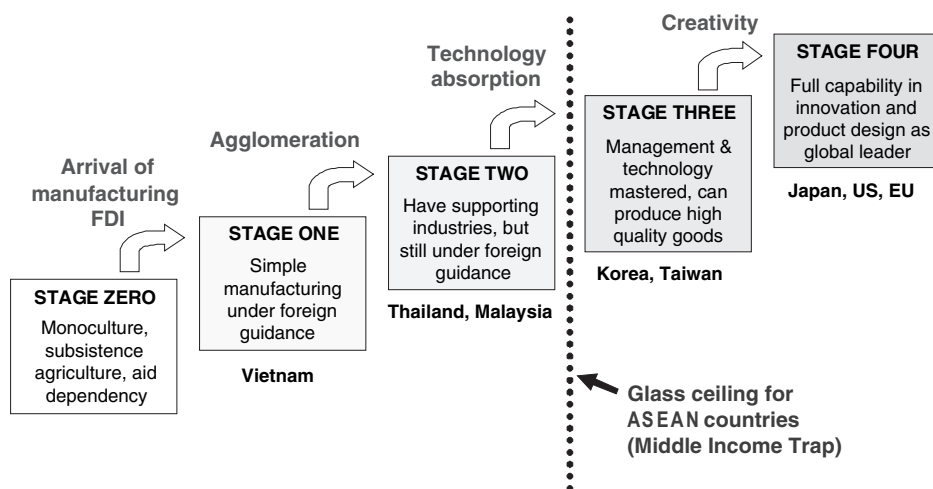 Arrival of
manufacturing
FDI
STAGE ZERO
Monoculture,
subsistence
agriculture, aid
dependency
Agglomeration
STAGE ONE
Simple
manufacturing
under foreign
guidance
Vietnam
Technology
absorption
STAGE TWO
Have supporting
industries, but
still under foreign
guidance
Thailand, Malaysia
Creativity
STAGE THREE
Management &
technology
mastered, can
produce high
quality goods
Korea, Taiwan
STAGE FOUR
Full capability in
innovation and
product design as
global leader
Japan, US, EU
Glass ceiling for
ASEAN countries
(Middle Income Trap)